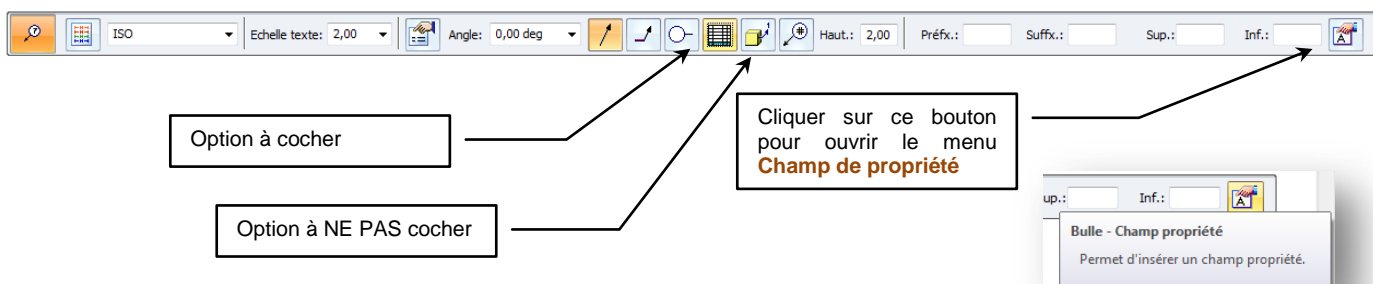 ISO Echelle texte: 2,00 Angle: 0,00 deg Haut.: 2,00 Préfx.: Suffx.: Sup.: Inf.:
Option à cocher
Cliquer sur ce bouton
pour ouvrir le menu
Champ de propriété
Option à NE PAS cocher
up.: Inf.:
Bulle - Champ propriété
Permet d'insérer un champ propriété.